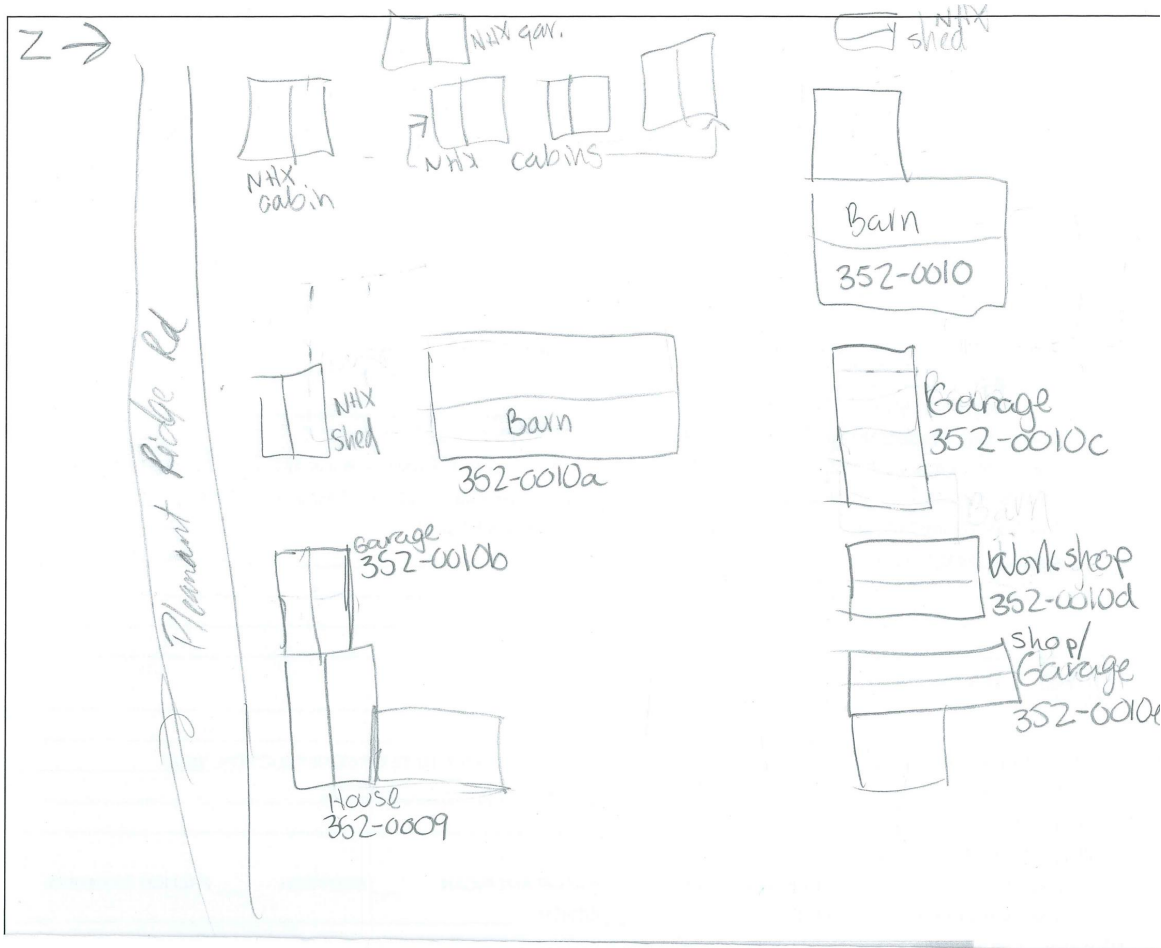 Z →
NHX gar.
NHX
shed
NHX
cabin
NHX cabins
Barn
352-0010
Pleasant Ridge Rd
NHX
shed
Barn
352-0010a
Garage
352-0010c
Garage
352-0010b
Workshop
352-0010d
shop/
Garage
352-0010e
House
352-0009